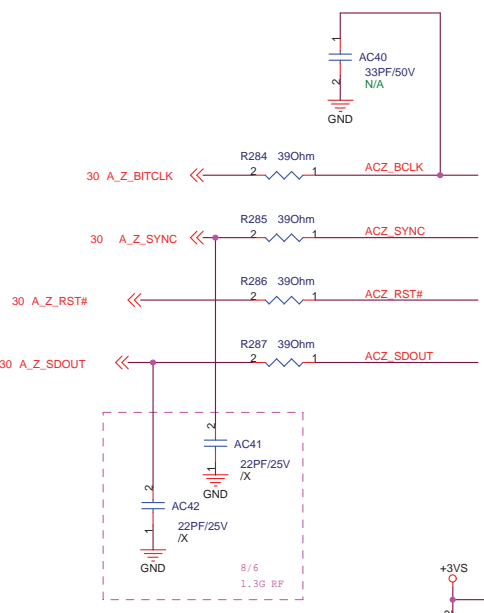 1
AC40
33PF/50V
N/A
2
GND
R284 39Ohm
30 A_Z_BITCLK
2
1
ACZ_BCLK
R285 39Ohm
30 A_Z_SYNC
2
1
ACZ_SYNC
R286 39Ohm
30 A_Z_RST#
2
1
ACZ_RST#
R287 39Ohm
30 A_Z_SDOUT
2
1
ACZ_SDOUT
2
AC41
22PF/25V
1
/X
GND
2
AC42
22PF/25V
1
/X
GND
8/6
1.3G RF
+3VS